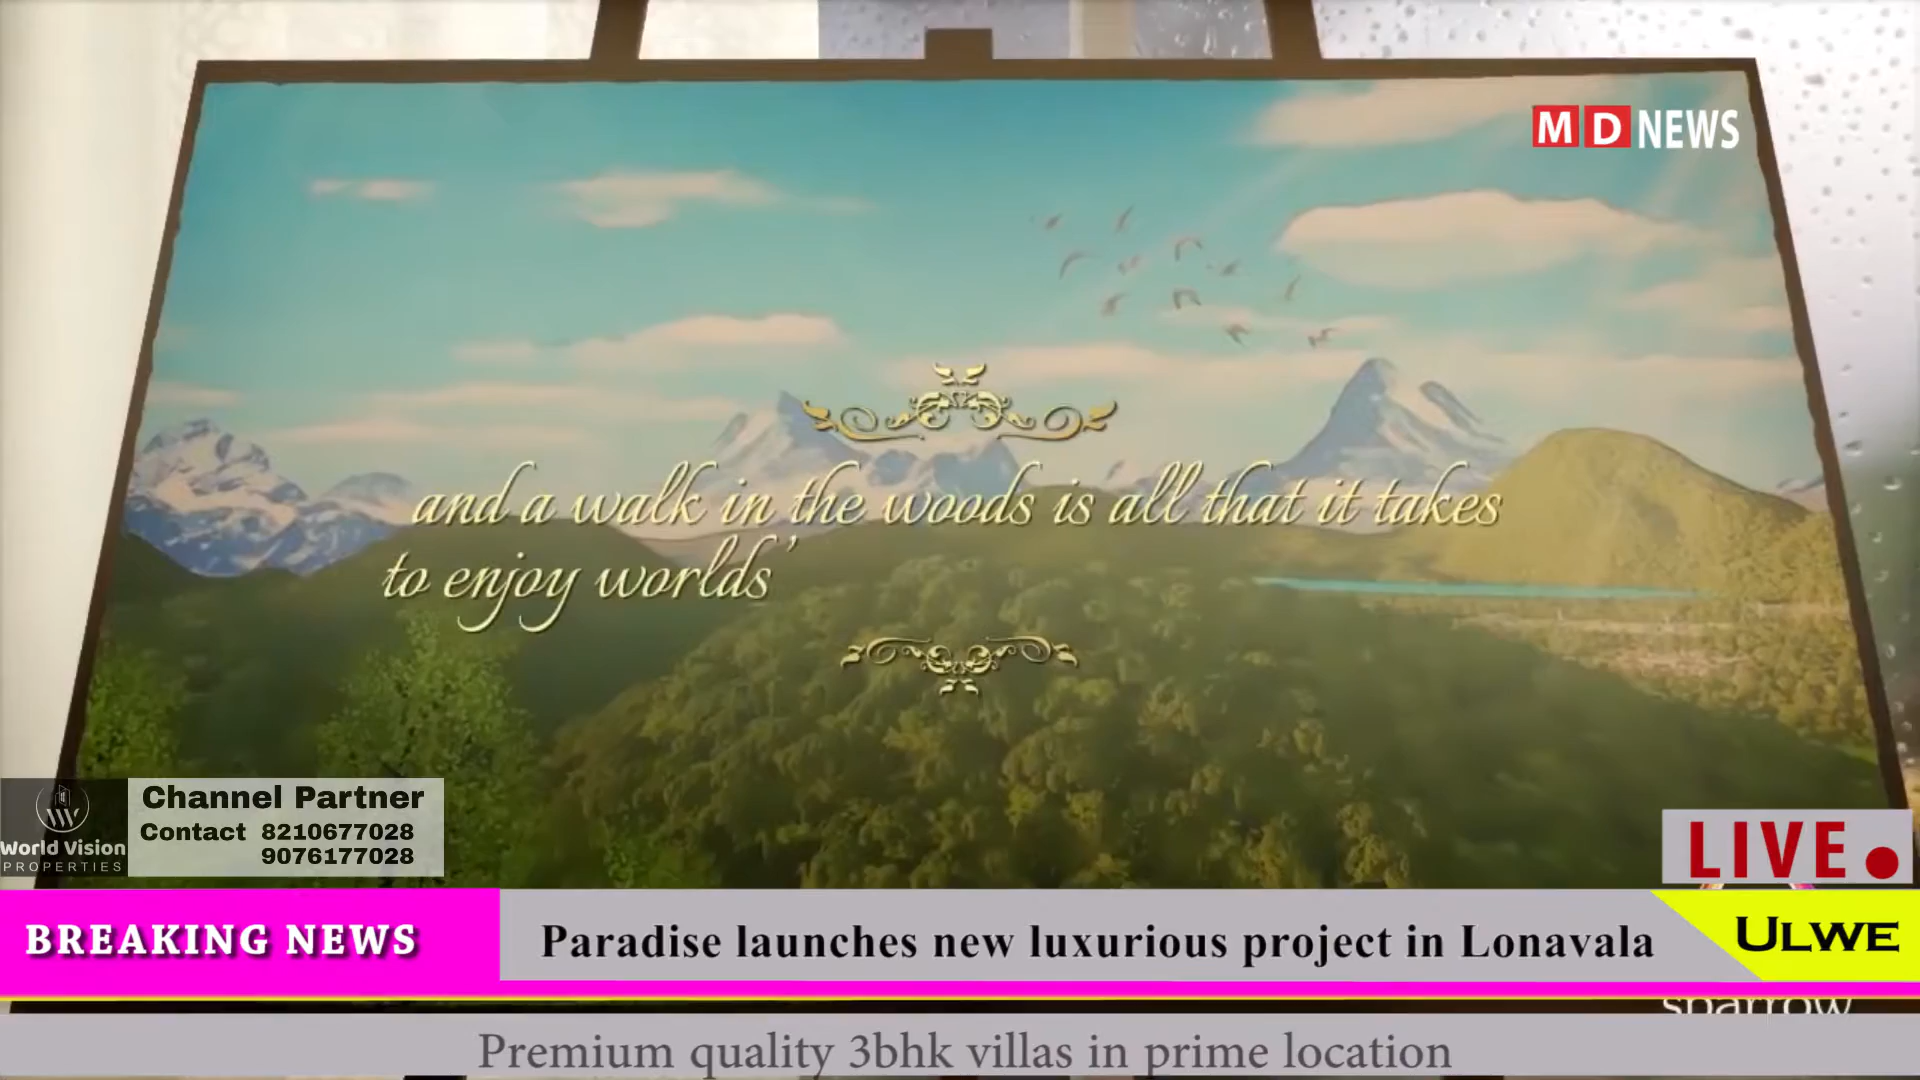 M D NEWS
and a walk in the woods is all that it takes
to enjoy worlds'
Channel Partner
Contact 8210677028
9076177028
World Vision
PROPERTIES
LIVE
BREAKING NEWS
Paradise launches new luxurious project in Lonavala
ULWE
sparrow
Premium quality 3bhk villas in prime location